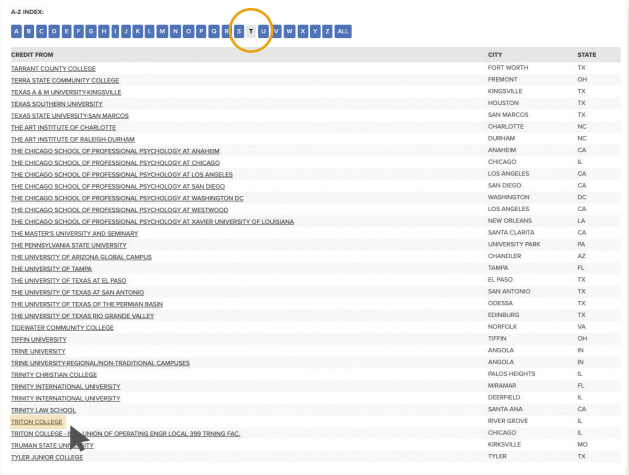 A-Z INDEX:
A B C D E F G H I J K L M N O P Q R S T U V W X Y Z ALL
CREDIT FROM CITY STATE
TARRANT COUNTY COLLEGE FORT WORTH TX
TERRA STATE COMMUNITY COLLEGE FREMONT OH
TEXAS A & M UNIVERSITY-KINGSVILLE KINGSVILLE TX
TEXAS SOUTHERN UNIVERSITY HOUSTON TX
TEXAS STATE UNIVERSITY-SAN MARCOS SAN MARCOS TX
THE ART INSTITUTE OF CHARLOTTE CHARLOTTE NC
THE ART INSTITUTE OF RALEIGH-DURHAM DURHAM NC
THE CHICAGO SCHOOL OF PROFESSIONAL PSYCHOLOGY AT ANAHEIM ANAHEIM CA
THE CHICAGO SCHOOL OF PROFESSIONAL PSYCHOLOGY AT CHICAGO CHICAGO IL
THE CHICAGO SCHOOL OF PROFESSIONAL PSYCHOLOGY AT LOS ANGELES LOS ANGELES CA
THE CHICAGO SCHOOL OF PROFESSIONAL PSYCHOLOGY AT SAN DIEGO SAN DIEGO CA
THE CHICAGO SCHOOL OF PROFESSIONAL PSYCHOLOGY AT WASHINGTON DC WASHINGTON DC
THE CHICAGO SCHOOL OF PROFESSIONAL PSYCHOLOGY AT WESTWOOD LOS ANGELES CA
THE CHICAGO SCHOOL OF PROFESSIONAL PSYCHOLOGY AT XAVIER UNIVERSITY OF LOUISIANA NEW ORLEANS LA
THE MASTER'S UNIVERSITY AND SEMINARY SANTA CLARITA CA
THE PENNSYLVANIA STATE UNIVERSITY UNIVERSITY PARK PA
THE UNIVERSITY OF ARIZONA GLOBAL CAMPUS CHANDLER AZ
THE UNIVERSITY OF TAMPA TAMPA FL
THE UNIVERSITY OF TEXAS AT EL PASO EL PASO TX
THE UNIVERSITY OF TEXAS AT SAN ANTONIO SAN ANTONIO TX
THE UNIVERSITY OF TEXAS OF THE PERMIAN BASIN ODESSA TX
THE UNIVERSITY OF TEXAS RIO GRANDE VALLEY EDINBURG TX
TIDEWATER COMMUNITY COLLEGE NORFOLK VA
TIFFIN UNIVERSITY TIFFIN OH
TRINE UNIVERSITY ANGOLA IN
TRINE UNIVERSITY-REGIONAL/NON-TRADITIONAL CAMPUSES ANGOLA IN
TRINITY CHRISTIAN COLLEGE PALOS HEIGHTS IL
TRINITY INTERNATIONAL UNIVERSITY MIRAMAR FL
TRINITY INTERNATIONAL UNIVERSITY DEERFIELD IL
TRINITY LAW SCHOOL SANTA ANA CA
TRITON COLLEGE RIVER GROVE IL
TRITON COLLEGE - UNION OF OPERATING ENGR LOCAL 399 TRNING FAC. CHICAGO IL
TRUMAN STATE KIRKSVILLE MO
TYLER JUNIOR COLLEGE TYLER TX